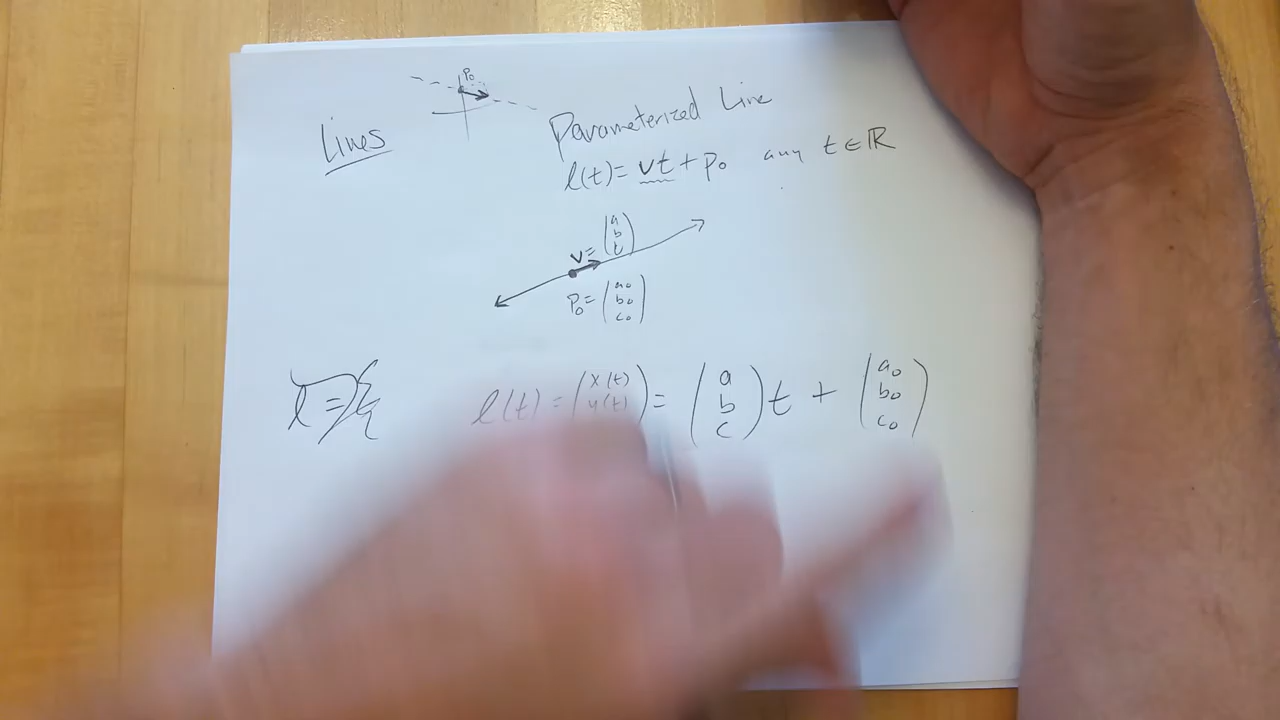 P₀
Lines
Parameterized Line
l(t) = vt + p₀ any t ∈ ℝ
v = (a b c)
P₀ = (a₀ b₀ c₀)
l(t) = (x(t) y(t)) = (a b c) t + (a₀ b₀ c₀)